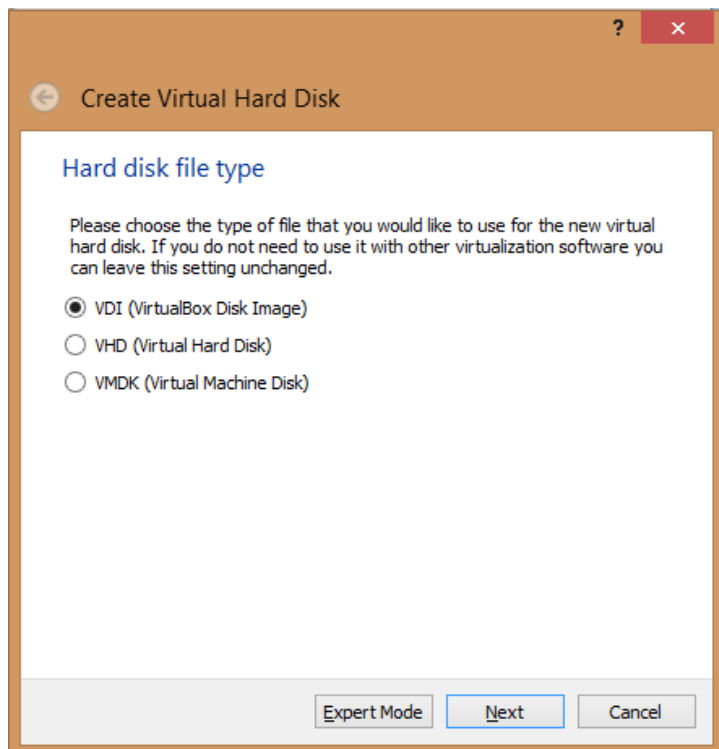 ?
Create Virtual Hard Disk
Hard disk file type
Please choose the type of file that you would like to use for the new virtual
hard disk. If you do not need to use it with other virtualization software you
can leave this setting unchanged.
VDI (VirtualBox Disk Image)
VHD (Virtual Hard Disk)
VMDK (Virtual Machine Disk)
Expert Mode Next Cancel